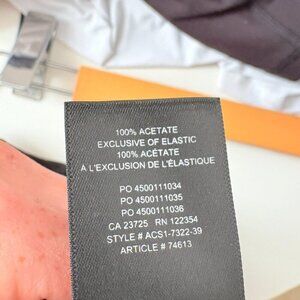 100% ACETATE
EXCLUSIVE OF ELASTIC
100% ACÉTATE
A L'EXCLUSION DE L'ÉLASTIQUE
PO 4500111034
PO 4500111035
PO 4500111036
CA 23725 RN 122354
STYLE # ACS1-7322-39
ARTICLE # 74613